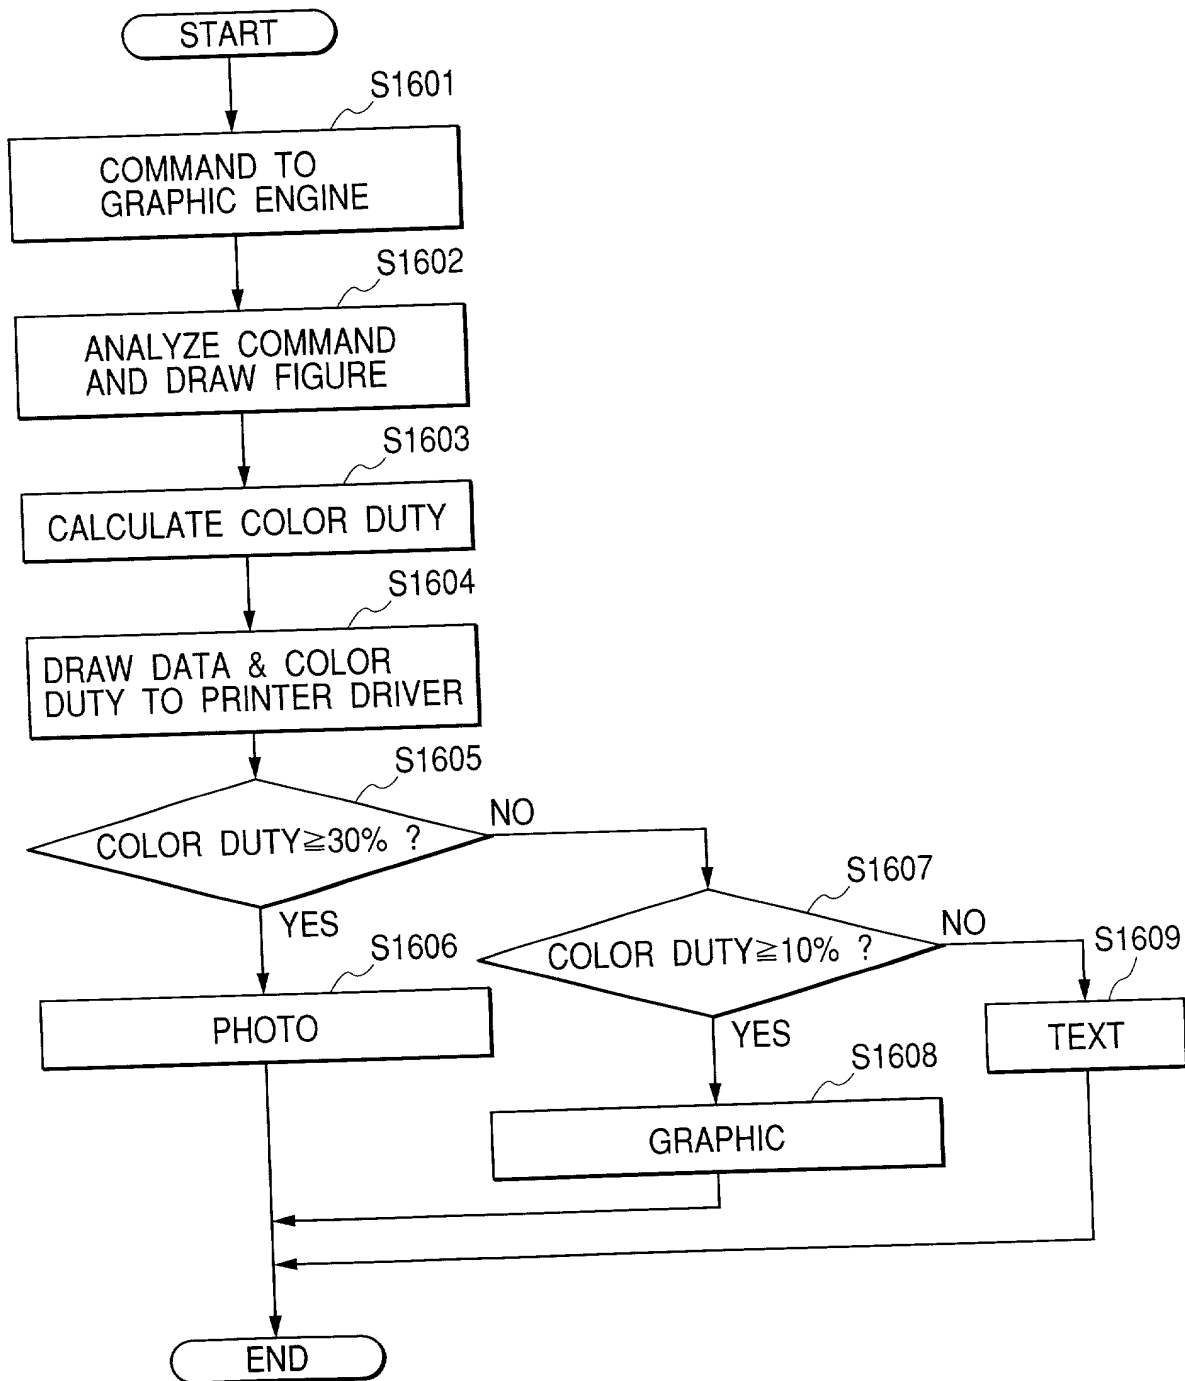 START
S1601
COMMAND TO
GRAPHIC ENGINE
S1602
ANALYZE COMMAND
AND DRAW FIGURE
S1603
CALCULATE COLOR DUTY
S1604
DRAW DATA & COLOR
DUTY TO PRINTER DRIVER
S1605
COLOR DUTY≧30% ?
NO
YES
S1606
PHOTO
S1607
COLOR DUTY≧10% ?
NO
YES
S1609
TEXT
S1608
GRAPHIC
END